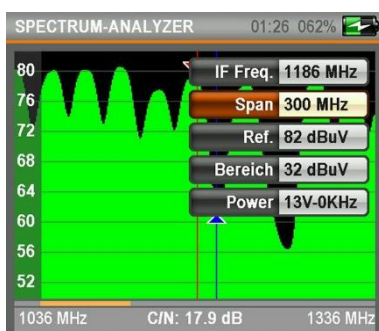 SPECTRUM-ANALYZER 01:26 062%
80
76
72
68
64
60
56
52
IF Freq. 1186 MHz
Span 300 MHz
Ref. 82 dBuV
Bereich 32 dBuV
Power 13V-0KHz
1036 MHz C/N: 17.9 dB 1336 MHz